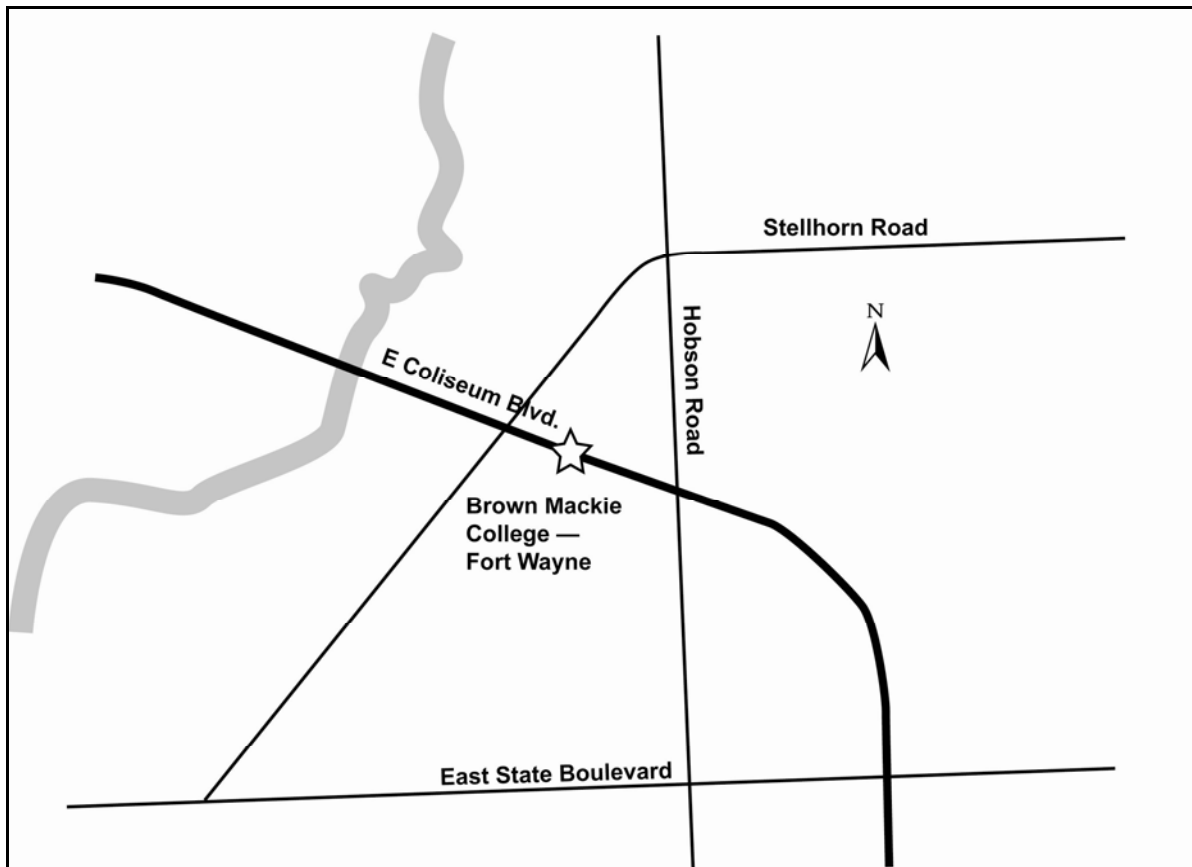 Stellhorn Road
N
Hobson Road
E Coliseum Blvd.
Brown Mackie
College —
Fort Wayne
East State Boulevard